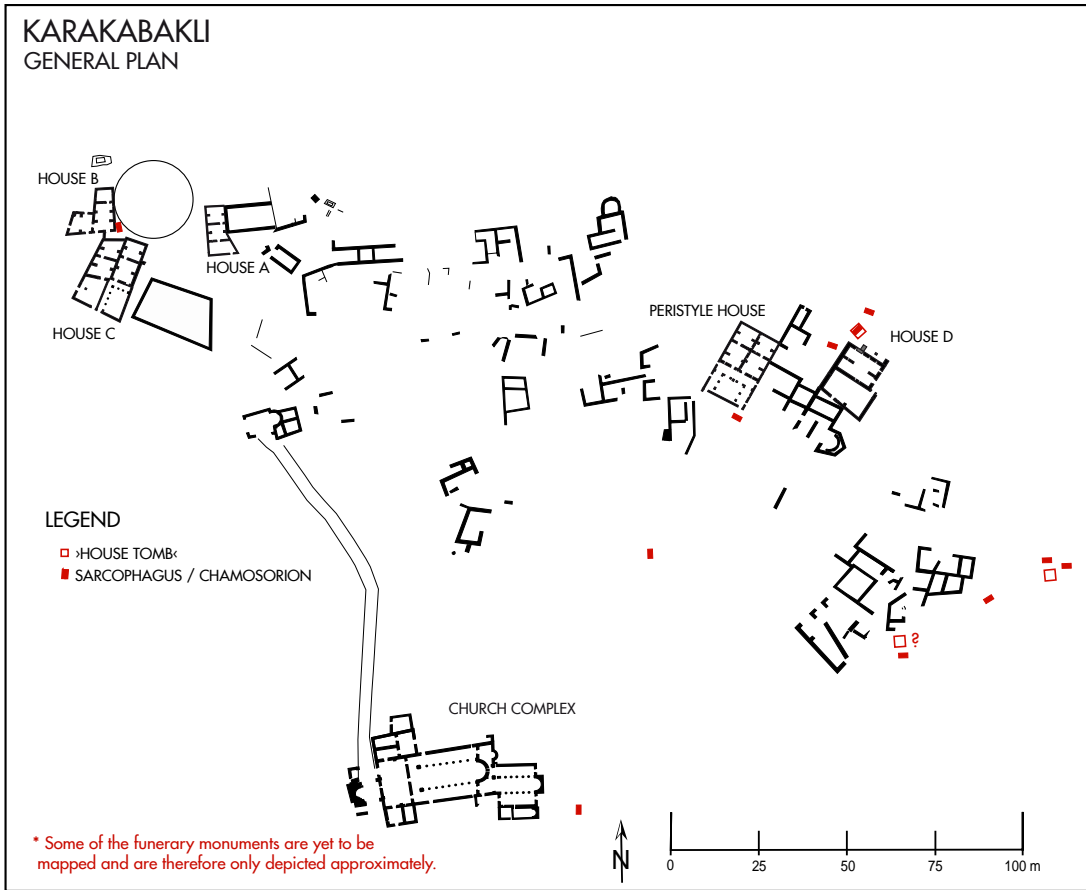 KARAKABAKLI
GENERAL PLAN
HOUSE B
HOUSE A
HOUSE C
PERISTYLE HOUSE
HOUSE D
LEGEND
›HOUSE TOMB‹
SARCOPHAGUS / CHAMOSORION
?
CHURCH COMPLEX
* Some of the funerary monuments are yet to be
mapped and are therefore only depicted approximately.
N
0 25 50 75 100 m